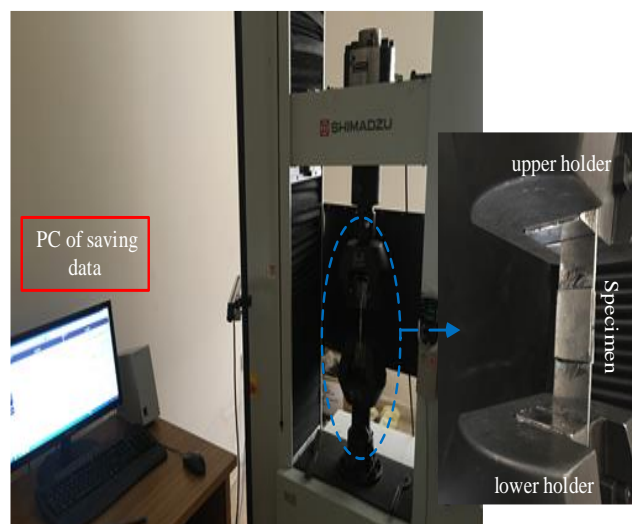 SHIMADZU
upper holder
PC of saving
data
Specimen
lower holder